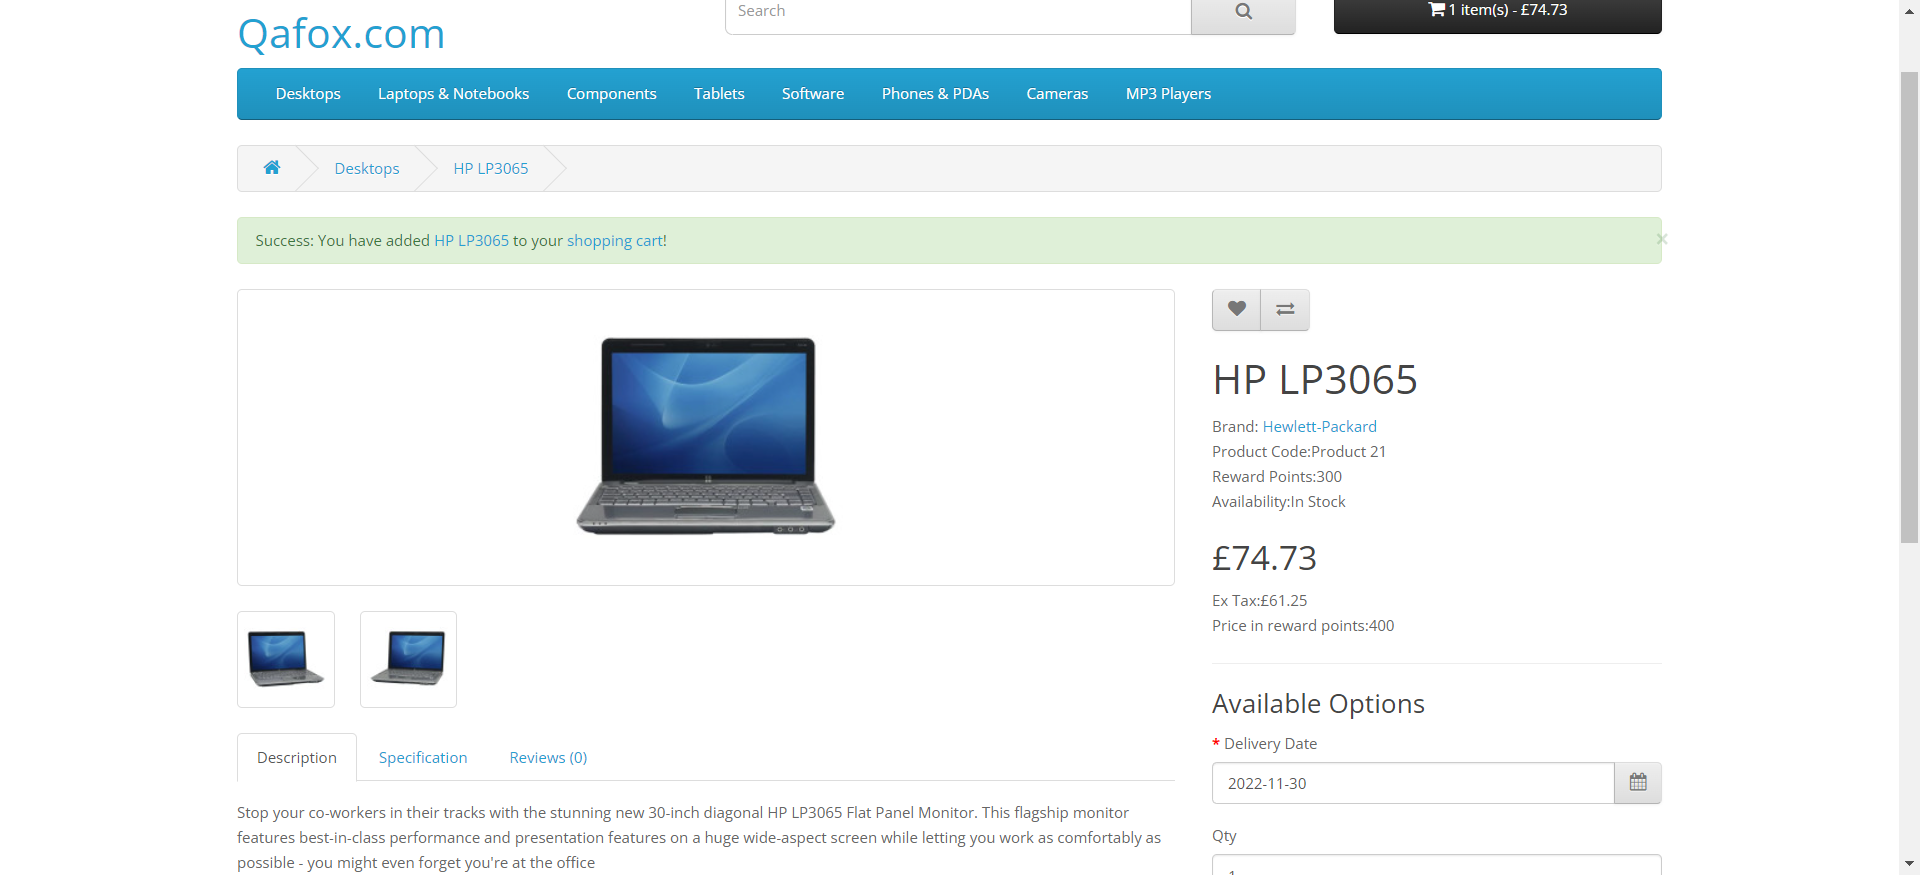 Qafox.com
Search
1 item(s) - £74.73
Desktops Laptops & Notebooks Components Tablets Software Phones & PDAs Cameras MP3 Players
Desktops HP LP3065
Success: You have added HP LP3065 to your shopping cart!
×
HP LP3065
Brand: Hewlett-Packard
Product Code:Product 21
Reward Points:300
Availability:In Stock
£74.73
Ex Tax:£61.25
Price in reward points:400
Available Options
* Delivery Date
2022-11-30
Qty
1
Description Specification Reviews (0)
Stop your co-workers in their tracks with the stunning new 30-inch diagonal HP LP3065 Flat Panel Monitor. This flagship monitor
features best-in-class performance and presentation features on a huge wide-aspect screen while letting you work as comfortably as
possible - you might even forget you're at the office